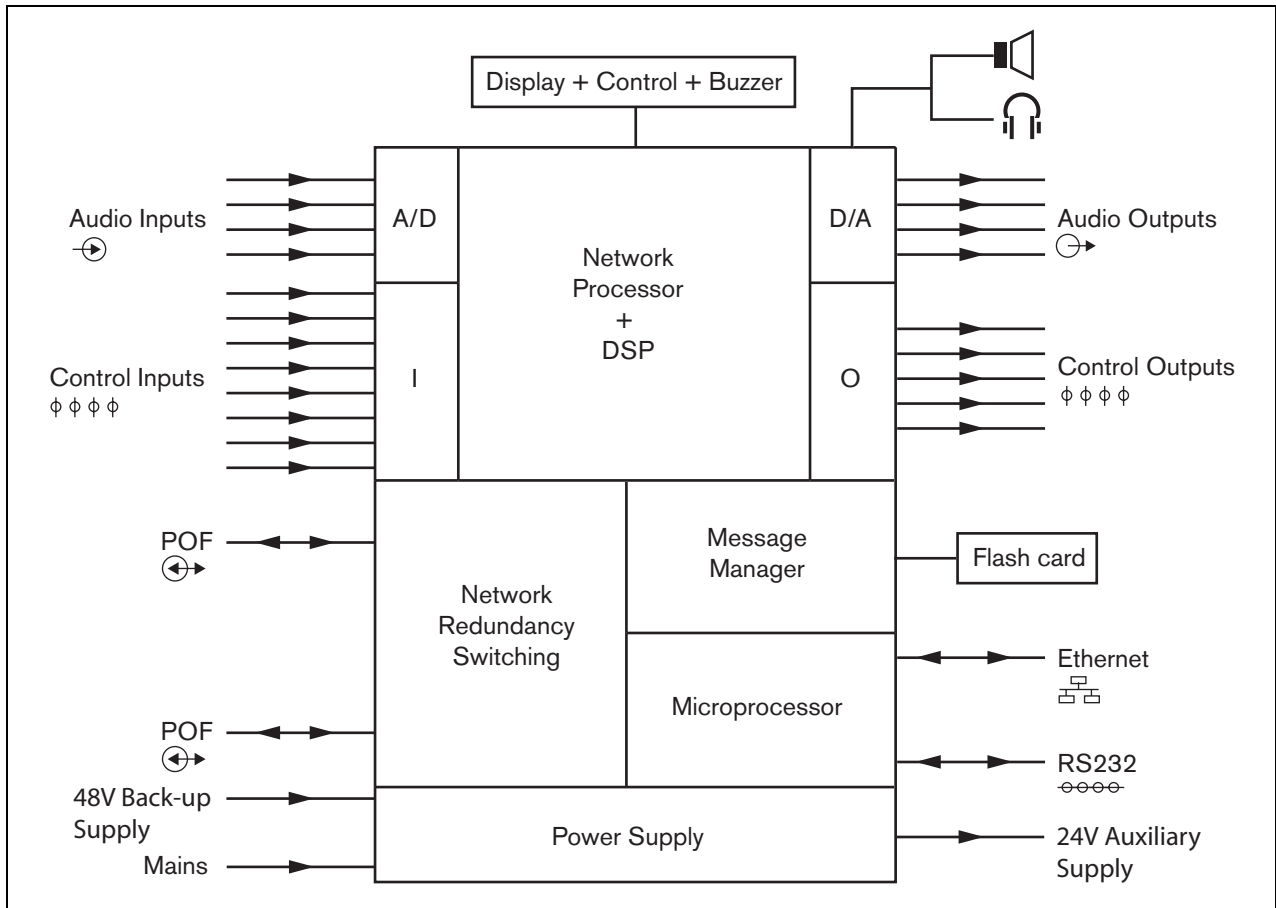 Display + Control + Buzzer
Audio Inputs
A/D
Network
Processor
+
DSP
D/A
Audio Outputs
Control Inputs
I
O
Control Outputs
POF
Network
Redundancy
Switching
Message
Manager
Flash card
Ethernet
Microprocessor
POF
RS232
48V Back-up
Supply
Mains
Power Supply
24V Auxiliary
Supply